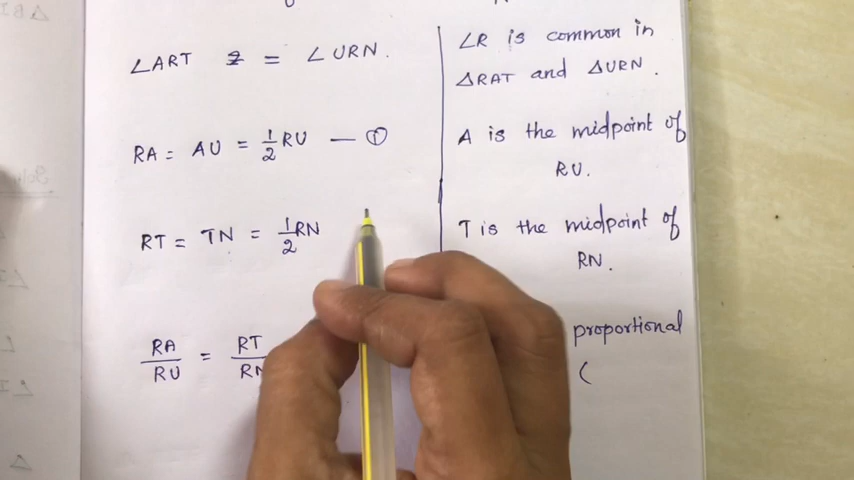 ∠ART = ∠URN.
∠R is common in
△RAT and △URN.
RA = AU = 1/2 RU — ①
A is the midpoint of
RU.
RT = TN = 1/2 RN
T is the midpoint of
RN.
RA/RU = RT/RN
proportional
(